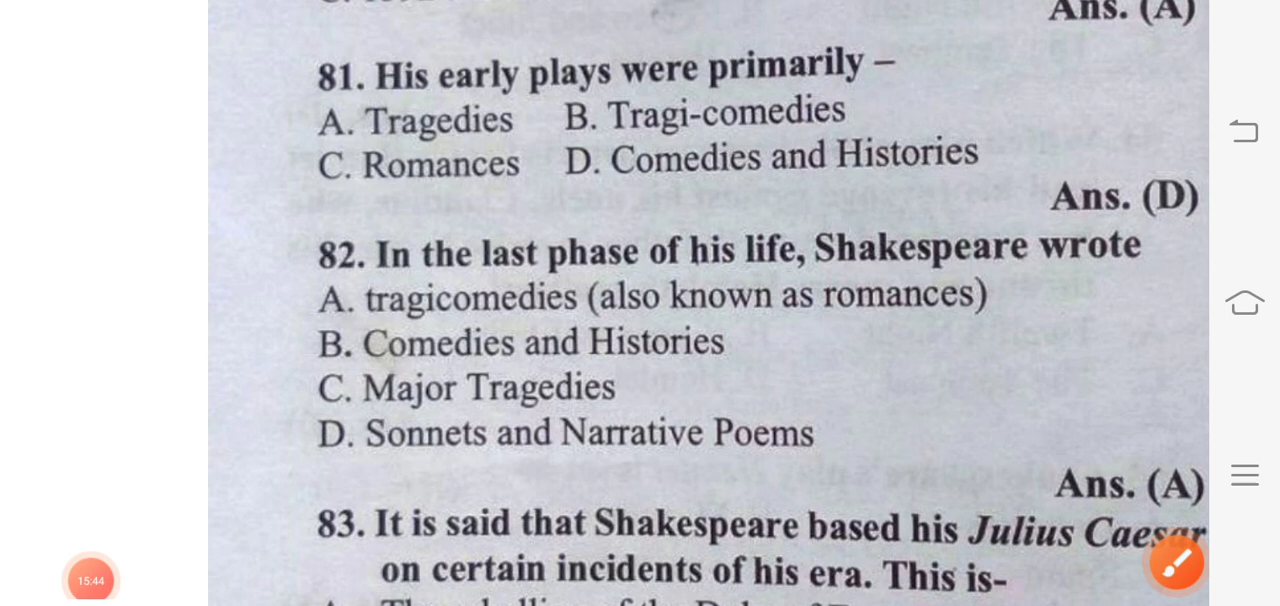 Ans. (A)
81. His early plays were primarily –
A. Tragedies B. Tragi-comedies
C. Romances D. Comedies and Histories
Ans. (D)
82. In the last phase of his life, Shakespeare wrote
A. tragicomedies (also known as romances)
B. Comedies and Histories
C. Major Tragedies
D. Sonnets and Narrative Poems
Ans. (A)
83. It is said that Shakespeare based his Julius Caesar
on certain incidents of his era. This is-
15:44